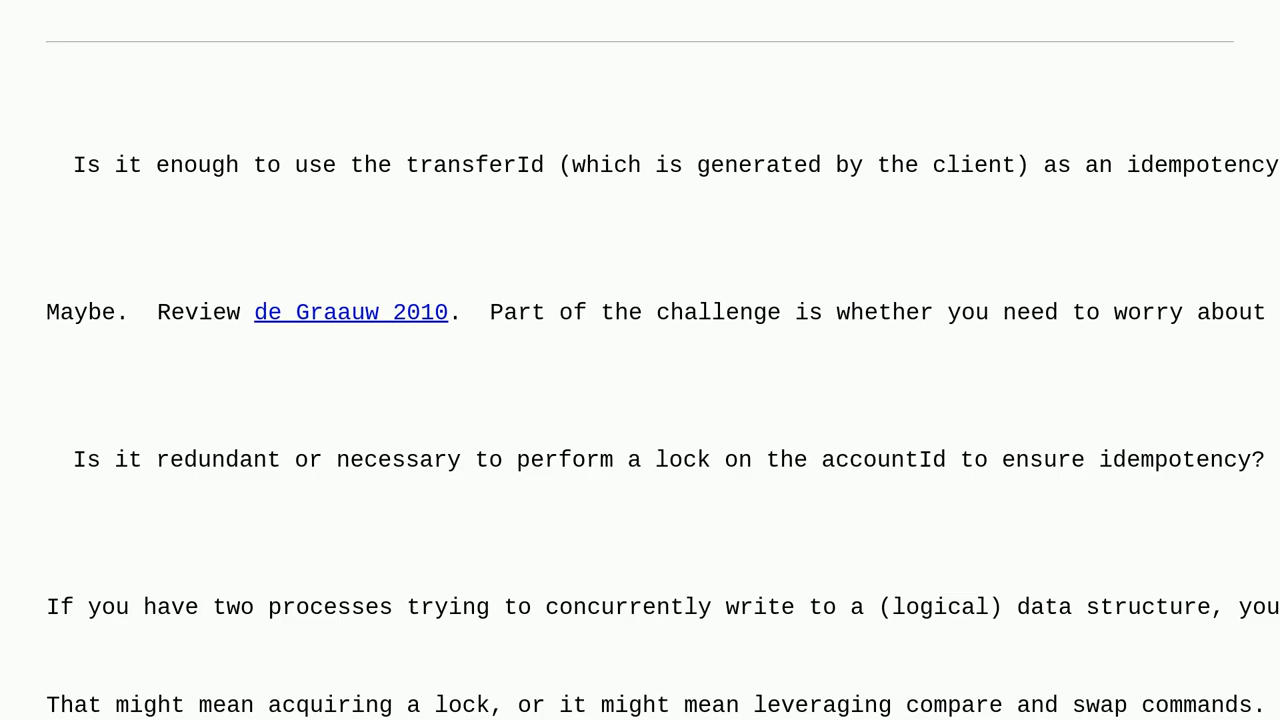 Is it enough to use the transferId (which is generated by the client) as an idempotency
Maybe.  Review de Graauw 2010.  Part of the challenge is whether you need to worry about
Is it redundant or necessary to perform a lock on the accountId to ensure idempotency?
If you have two processes trying to concurrently write to a (logical) data structure, you
That might mean acquiring a lock, or it might mean leveraging compare and swap commands.